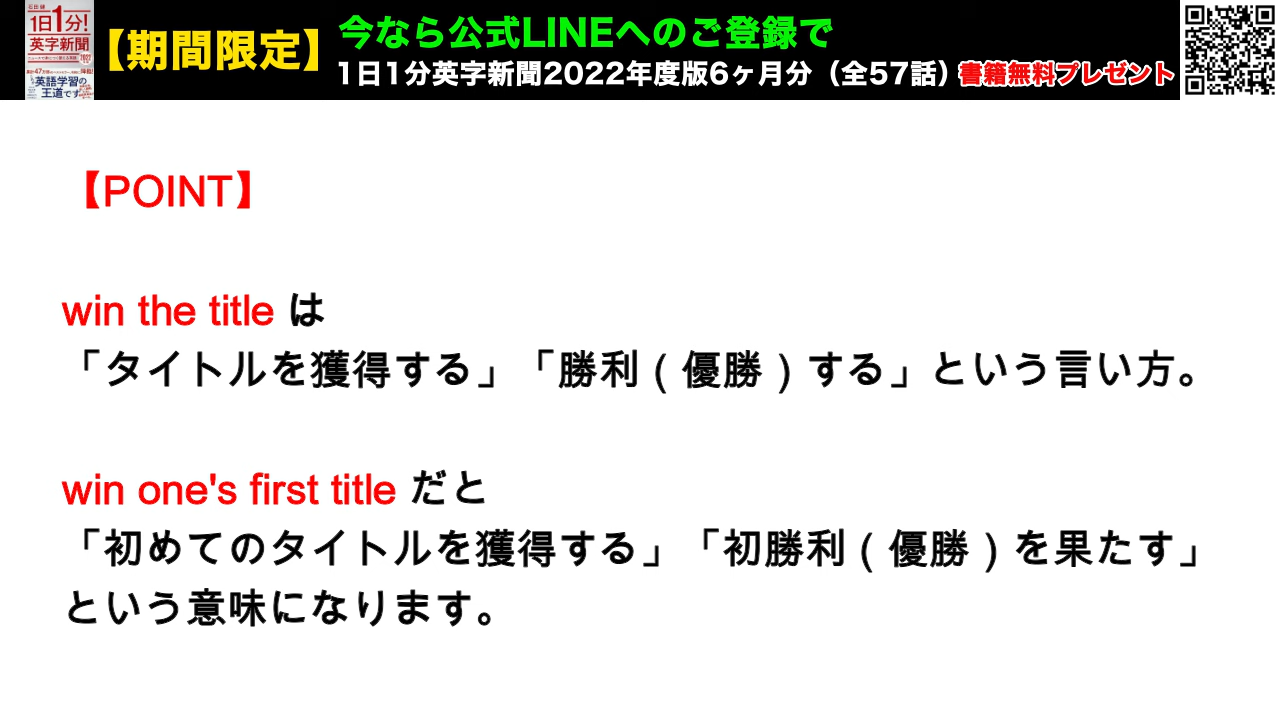 石田健
1日1分!
英字新聞
2022
英語学習の
王道です
【期間限定】
今なら公式LINEへのご登録で
1日1分英字新聞2022年度版6ヶ月分（全57話）書籍無料プレゼント
【POINT】
win the title は
「タイトルを獲得する」「勝利（優勝）する」という言い方。
win one's first title だと
「初めてのタイトルを獲得する」「初勝利（優勝）を果たす」
という意味になります。